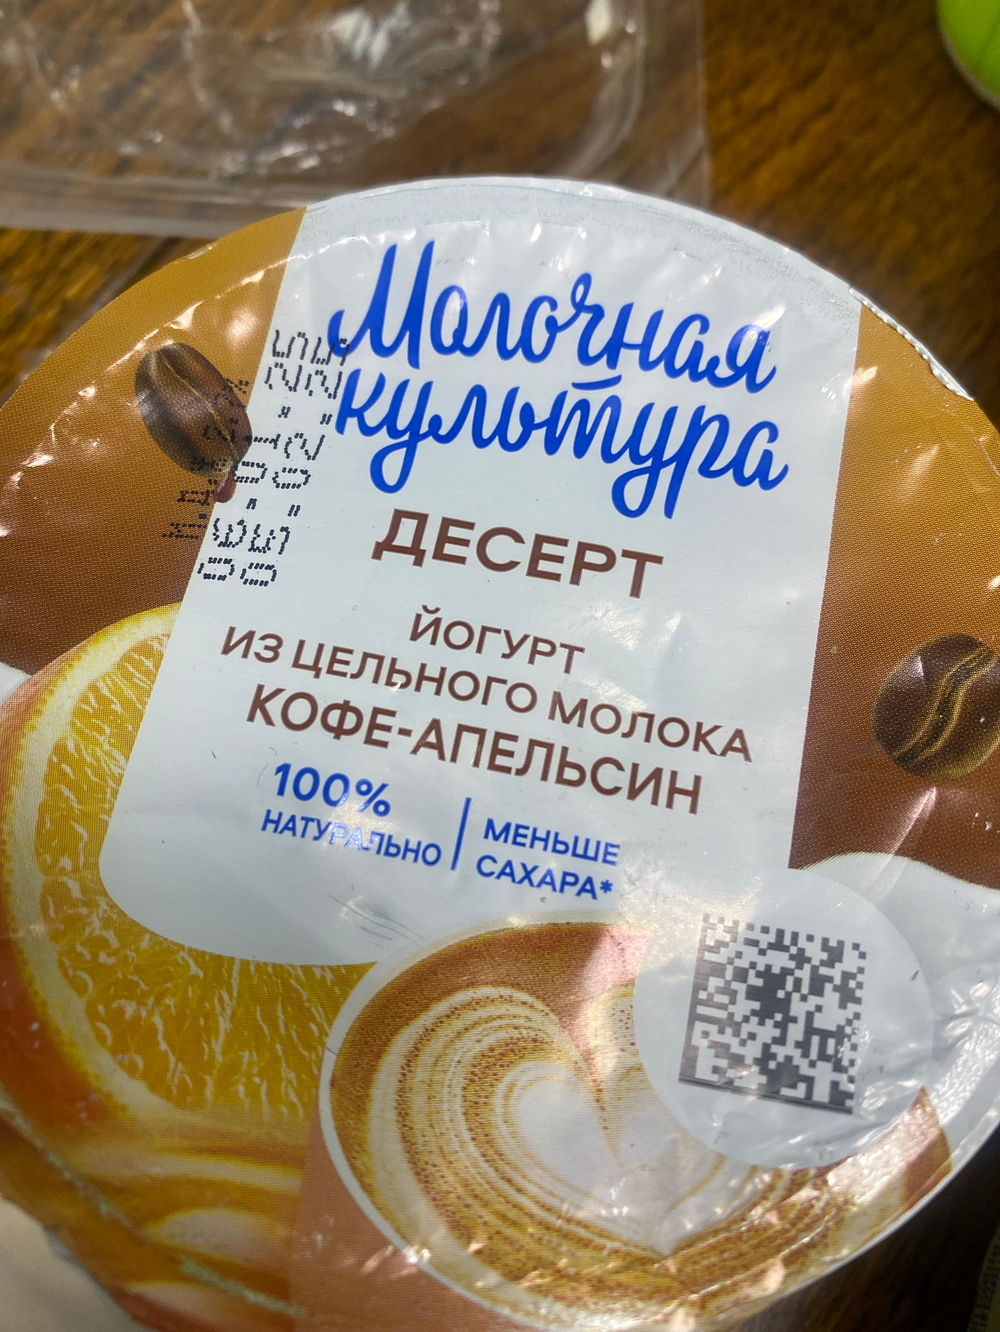 Молочная
культура
ДЕСЕРТ
ЙОГУРТ
ИЗ ЦЕЛЬНОГО МОЛОКА
КОФЕ-АПЕЛЬСИН
100%
НАТУРАЛЬНО
МЕНЬШЕ
САХАРА*